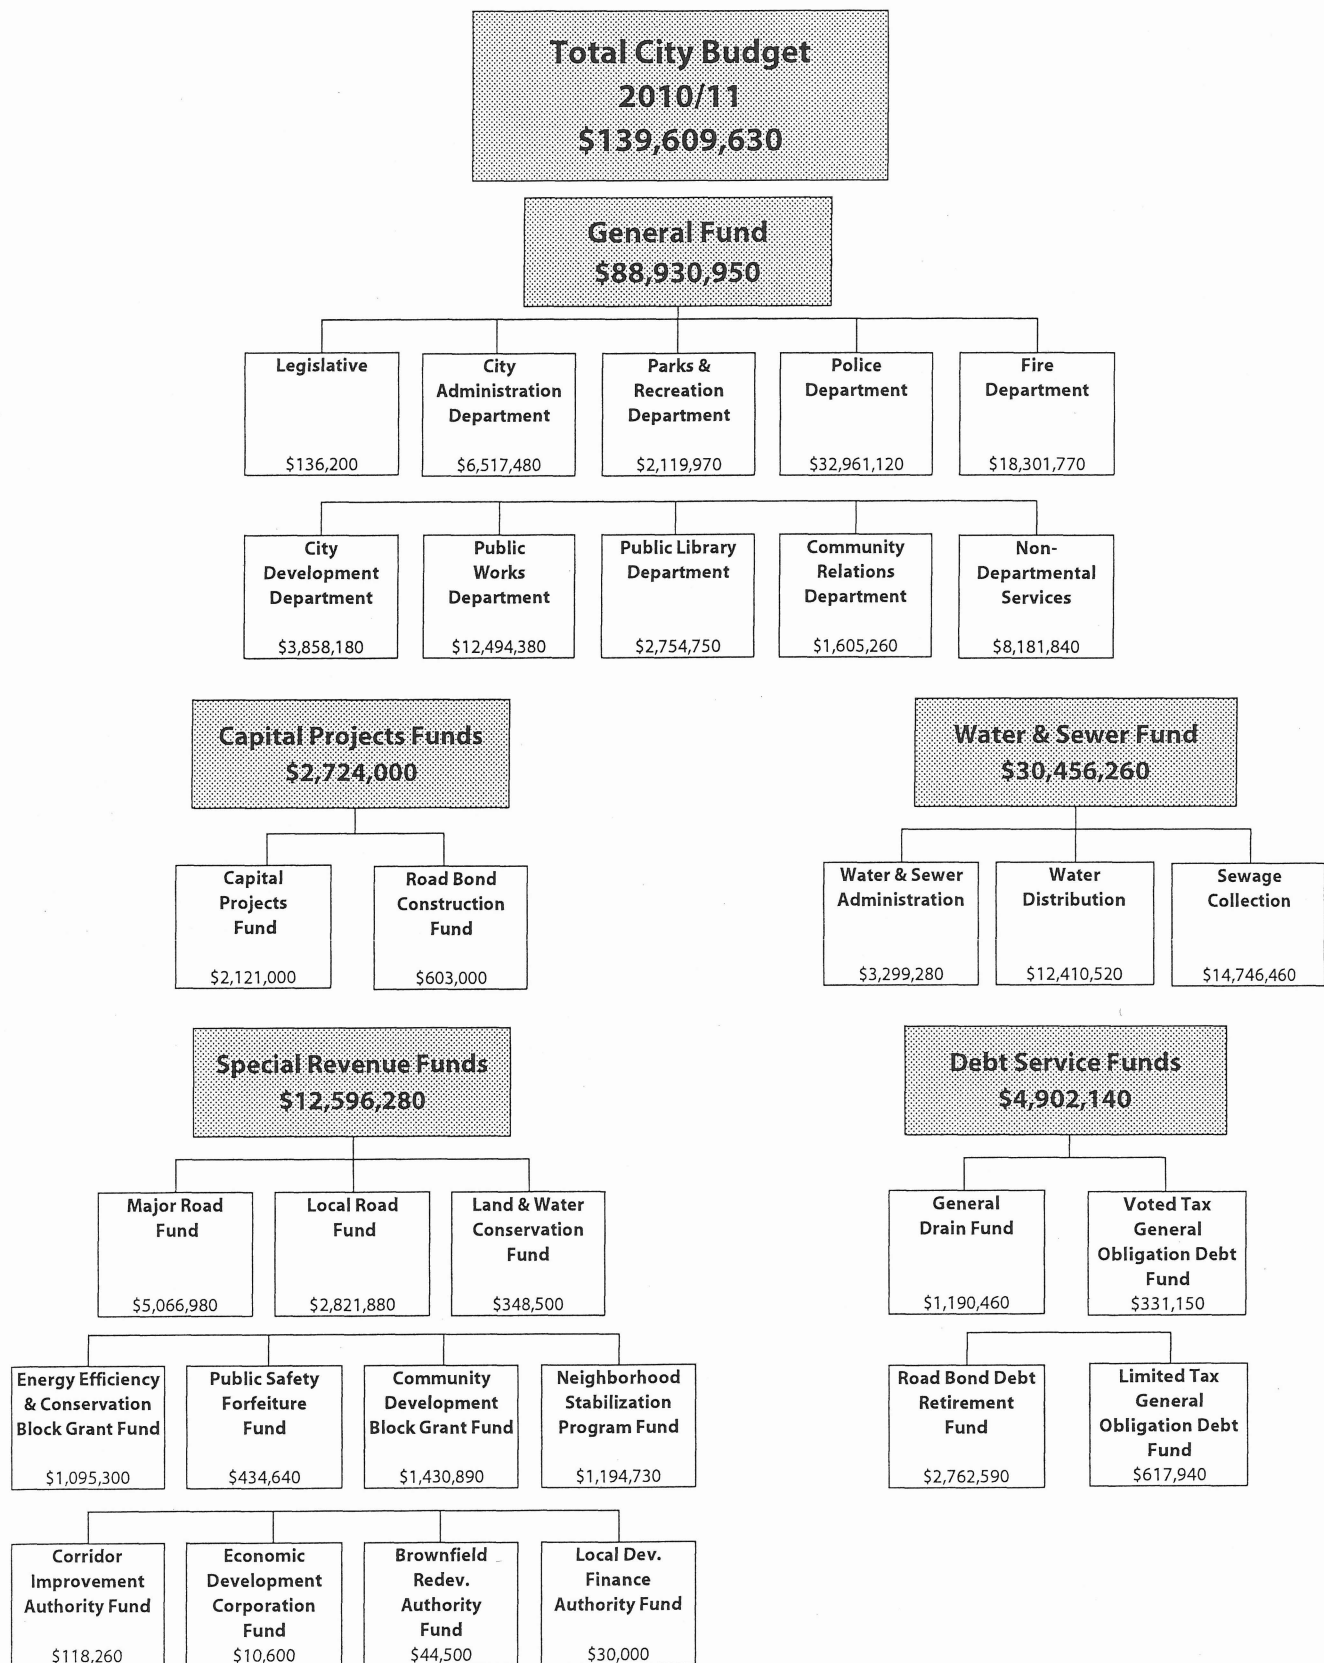 Total City Budget
2010/11
$139,609,630
General Fund
$88,930,950
Legislative
$136,200
City
Administration
Department
$6,517,480
Parks &
Recreation
Department
$2,119,970
Police
Department
$32,961,120
Fire
Department
$18,301,770
City
Development
Department
$3,858,180
Public
Works
Department
$12,494,380
Public Library
Department
$2,754,750
Community
Relations
Department
$1,605,260
Non-
Departmental
Services
$8,181,840
Capital Projects Funds
$2,724,000
Capital
Projects
Fund
$2,121,000
Road Bond
Construction
Fund
$603,000
Water & Sewer Fund
$30,456,260
Water & Sewer
Administration
$3,299,280
Water
Distribution
$12,410,520
Sewage
Collection
$14,746,460
Special Revenue Funds
$12,596,280
Major Road
Fund
$5,066,980
Local Road
Fund
$2,821,880
Land & Water
Conservation
Fund
$348,500
Energy Efficiency
& Conservation
Block Grant Fund
$1,095,300
Public Safety
Forfeiture
Fund
$434,640
Community
Development
Block Grant Fund
$1,430,890
Neighborhood
Stabilization
Program Fund
$1,194,730
Corridor
Improvement
Authority Fund
$118,260
Economic
Development
Corporation
Fund
$10,600
Brownfield
Redev.
Authority
Fund
$44,500
Local Dev.
Finance
Authority Fund
$30,000
Debt Service Funds
$4,902,140
General
Drain Fund
$1,190,460
Voted Tax
General
Obligation Debt
Fund
$331,150
Road Bond Debt
Retirement
Fund
$2,762,590
Limited Tax
General
Obligation Debt
Fund
$617,940